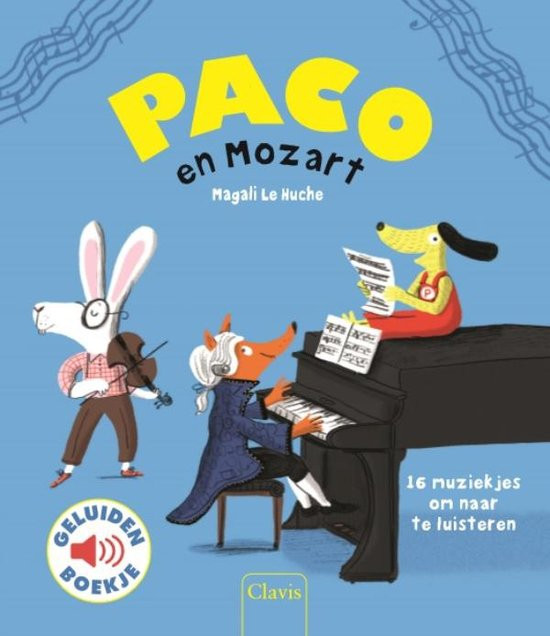 PACO
en Mozart
Magali Le Huche
P
16 muziekjes
om naar
te luisteren
GELUIDEN
BOEKJE
Clavis